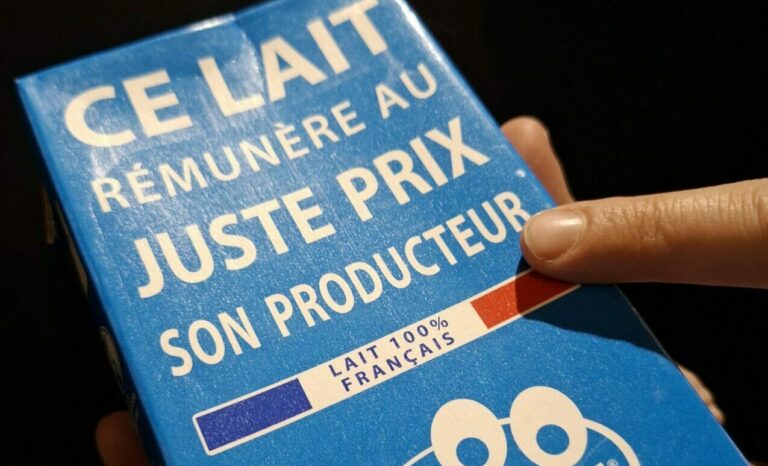 CE LAIT
RÉMUNÈRE AU
JUSTE PRIX
SON PRODUCTEUR
LAIT 100%
FRANÇAIS
®